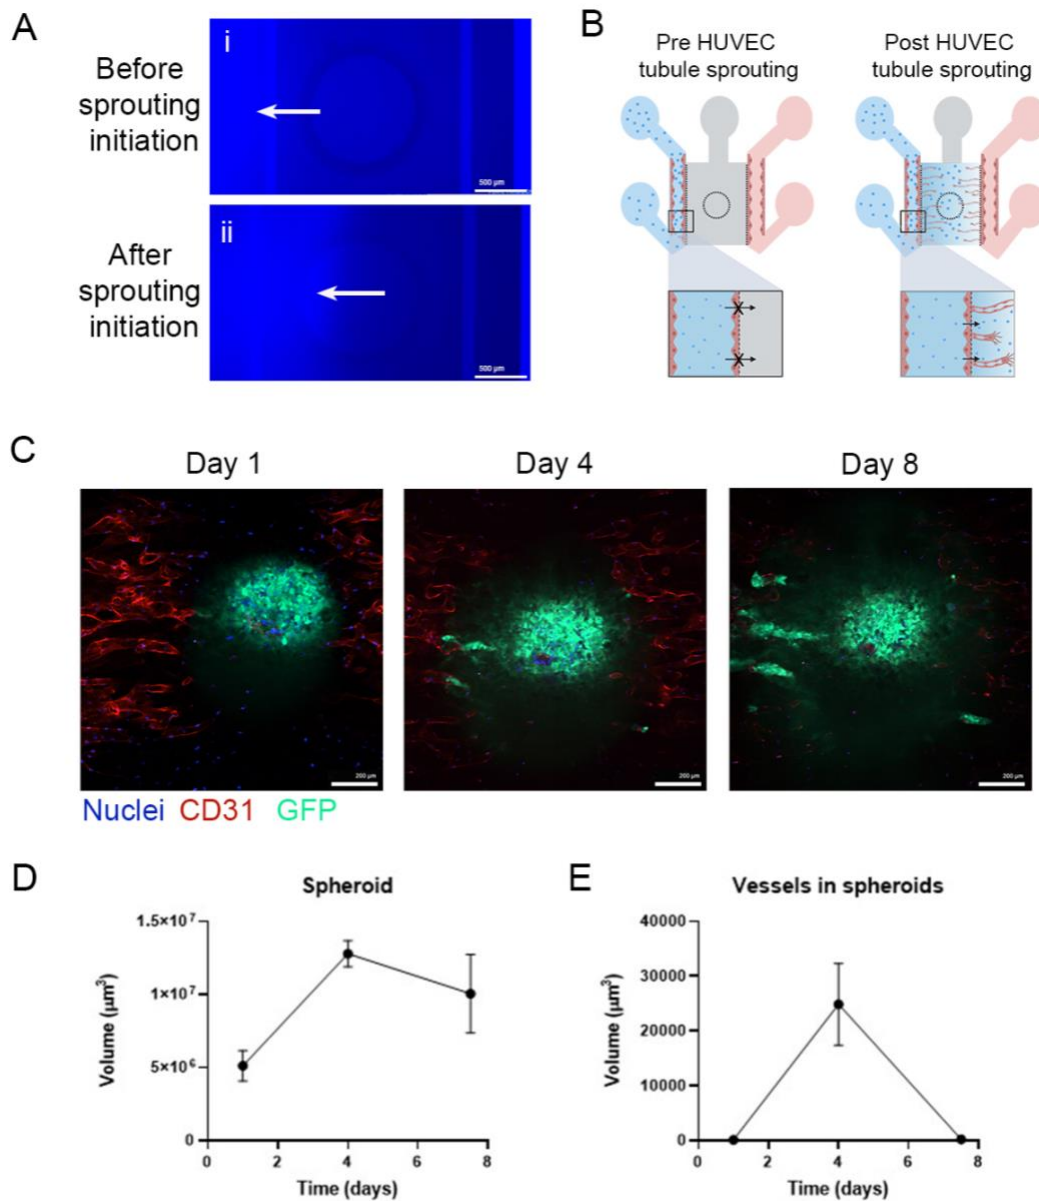 A
Before
sprouting
initiation
i
500 µm
After
sprouting
initiation
ii
500 µm
B
Pre HUVEC
tubule sprouting
Post HUVEC
tubule sprouting
C
Day 1
Day 4
Day 8
200 µm
200 µm
200 µm
Nuclei CD31 GFP
D
Spheroid
Volume (µm³)
1.5×10⁷
1×10⁷
5×10⁶
0
0 2 4 6 8
Time (days)
E
Vessels in spheroids
Volume (µm³)
40000
30000
20000
10000
0
0 2 4 6 8
Time (days)